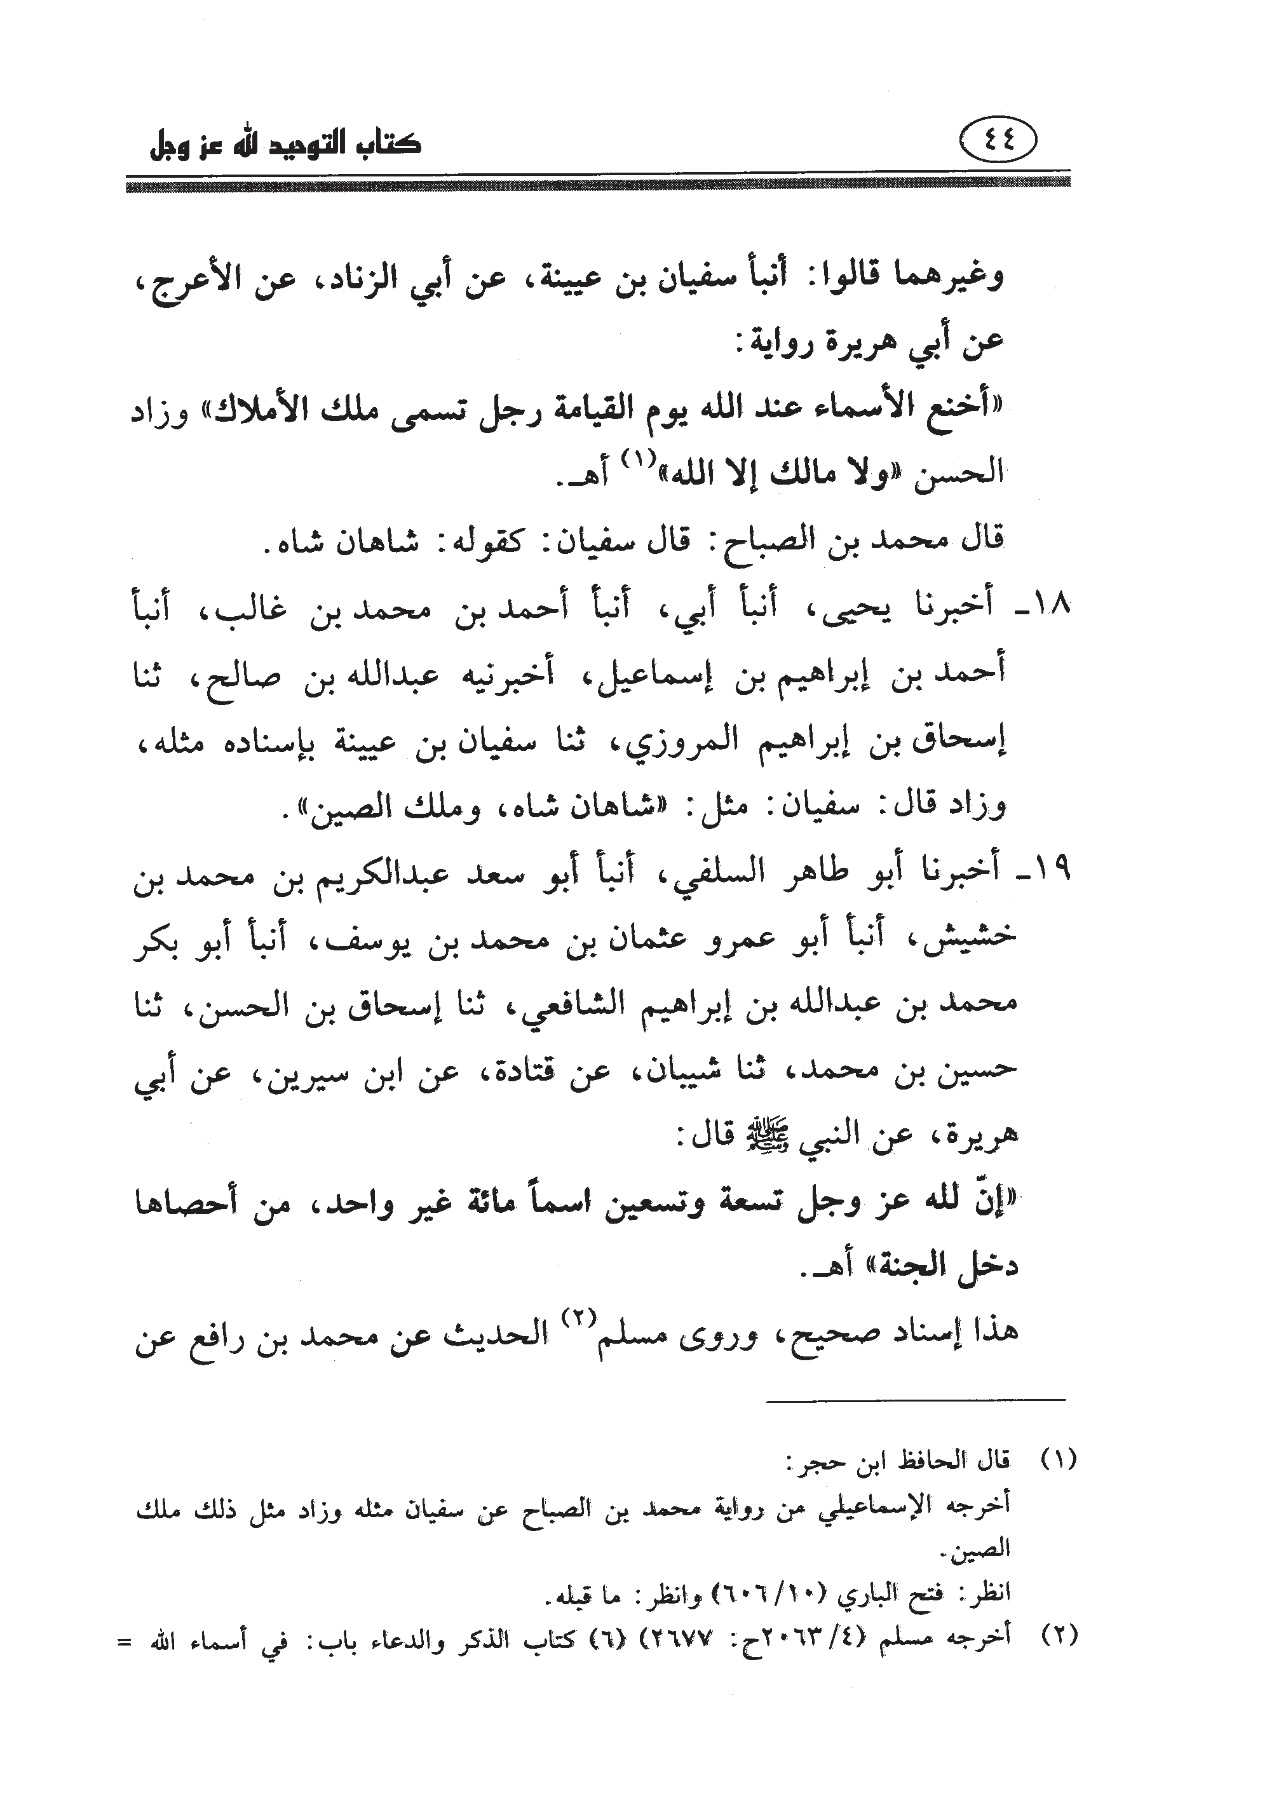 ٤٤
كتاب التوحيد لله عز وجل
وغيرهما قالوا: أنبأ سفيان بن عيينة، عن أبي الزناد، عن الأعرج،
عن أبي هريرة رواية:
«أخنع الأسماء عند الله يوم القيامة رجل تسمى ملك الأملاك» وزاد
الحسن «ولا مالك إلا الله»(١) أهـ.
قال محمد بن الصباح: قال سفيان: كقوله: شاهان شاه.
١٨ـ أخبرنا يحيى، أنبأ أبي، أنبأ أحمد بن محمد بن غالب، أنبأ
أحمد بن إبراهيم بن إسماعيل، أخبرنيه عبدالله بن صالح، ثنا
إسحاق بن إبراهيم المروزي، ثنا سفيان بن عيينة بإسناده مثله،
وزاد قال: سفيان: مثل: «شاهان شاه، وملك الصين».
١٩ـ أخبرنا أبو طاهر السلفي، أنبأ أبو سعد عبدالكريم بن محمد بن
خشيش، أنبأ أبو عمرو عثمان بن محمد بن يوسف، أنبأ أبو بكر
محمد بن عبدالله بن إبراهيم الشافعي، ثنا إسحاق بن الحسن، ثنا
حسين بن محمد، ثنا شيبان، عن قتادة، عن ابن سيرين، عن أبي
هريرة، عن النبي ﷺ قال:
«إنّ لله عز وجل تسعة وتسعين اسماً مائة غير واحد، من أحصاها
دخل الجنة» أهـ.
هذا إسناد صحيح، وروى مسلم(٢) الحديث عن محمد بن رافع عن
(١) قال الحافظ ابن حجر:
أخرجه الإسماعيلي من رواية محمد بن الصباح عن سفيان مثله وزاد مثل ذلك ملك
الصين.
انظر: فتح الباري (١٠/ ٦٠٦) وانظر: ما قبله.
(٢) أخرجه مسلم (٤/ ٢٠٦٣ح: ٢٦٧٧) (٦) كتاب الذكر والدعاء باب: في أسماء الله =